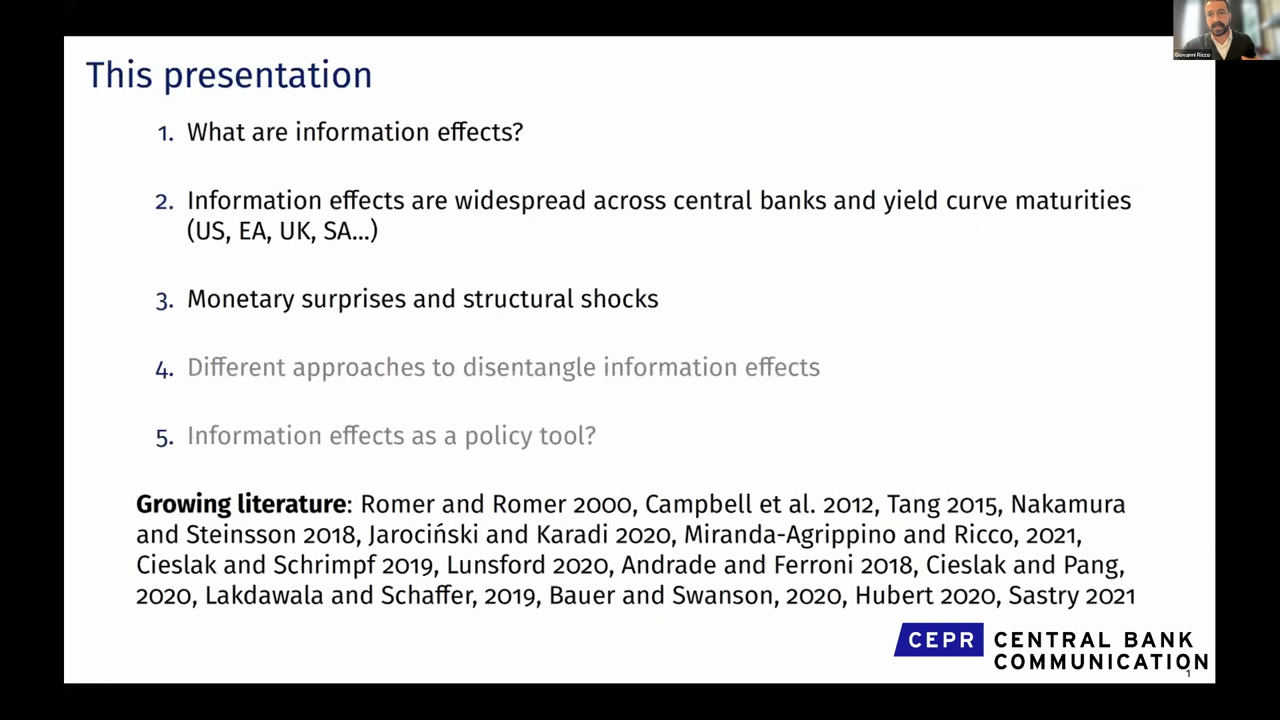 Giovanni Ricco
This presentation
1. What are information effects?
2. Information effects are widespread across central banks and yield curve maturities
(US, EA, UK, SA...)
3. Monetary surprises and structural shocks
4. Different approaches to disentangle information effects
5. Information effects as a policy tool?
Growing literature: Romer and Romer 2000, Campbell et al. 2012, Tang 2015, Nakamura
and Steinsson 2018, Jarociński and Karadi 2020, Miranda-Agrippino and Ricco, 2021,
Cieslak and Schrimpf 2019, Lunsford 2020, Andrade and Ferroni 2018, Cieslak and Pang,
2020, Lakdawala and Schaffer, 2019, Bauer and Swanson, 2020, Hubert 2020, Sastry 2021
CEPR CENTRAL BANK
COMMUNICATION
1